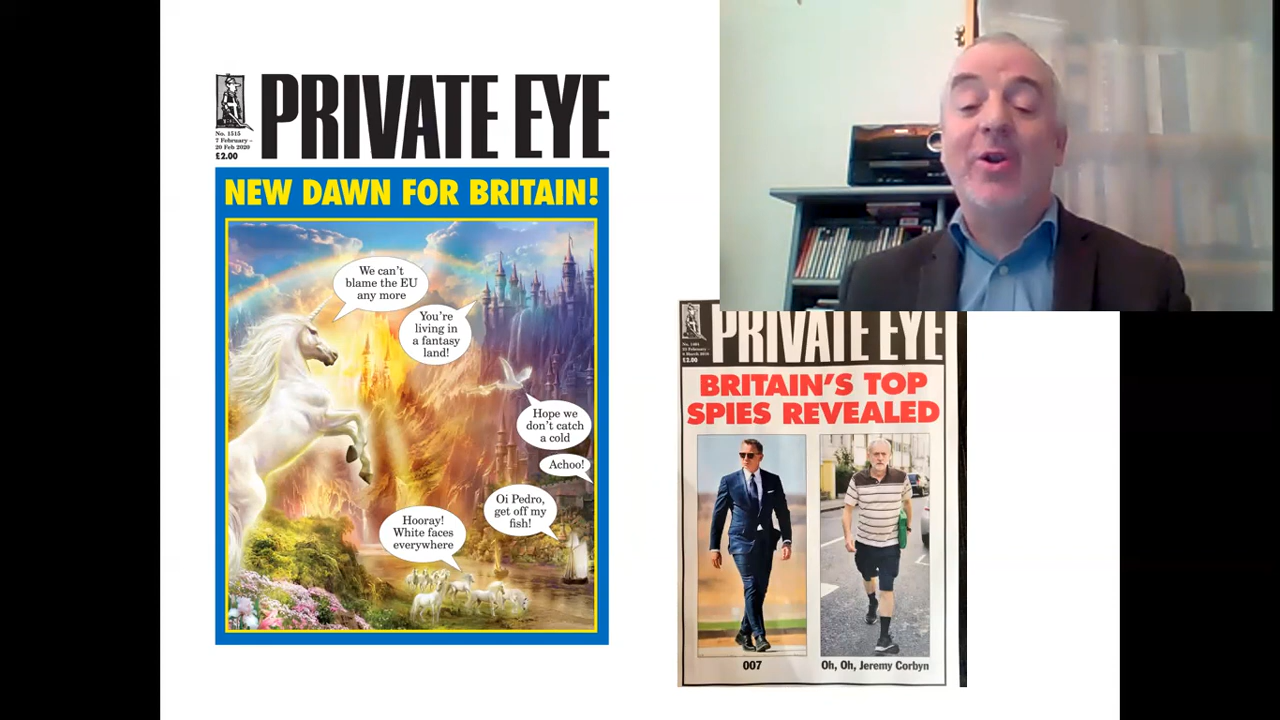 PRIVATE EYE
No. 1515
7 February –
20 Feb 2020
£2.00
NEW DAWN FOR BRITAIN!
We can't
blame the EU
any more
You're
living in
a fantasy
land!
Hope we
don't catch
a cold
Achoo!
Oi Pedro,
get off my
fish!
Hooray!
White faces
everywhere
PRIVATE EYE
£2.00
BRITAIN'S TOP
SPIES REVEALED
007
Oh, Oh, Jeremy Corbyn